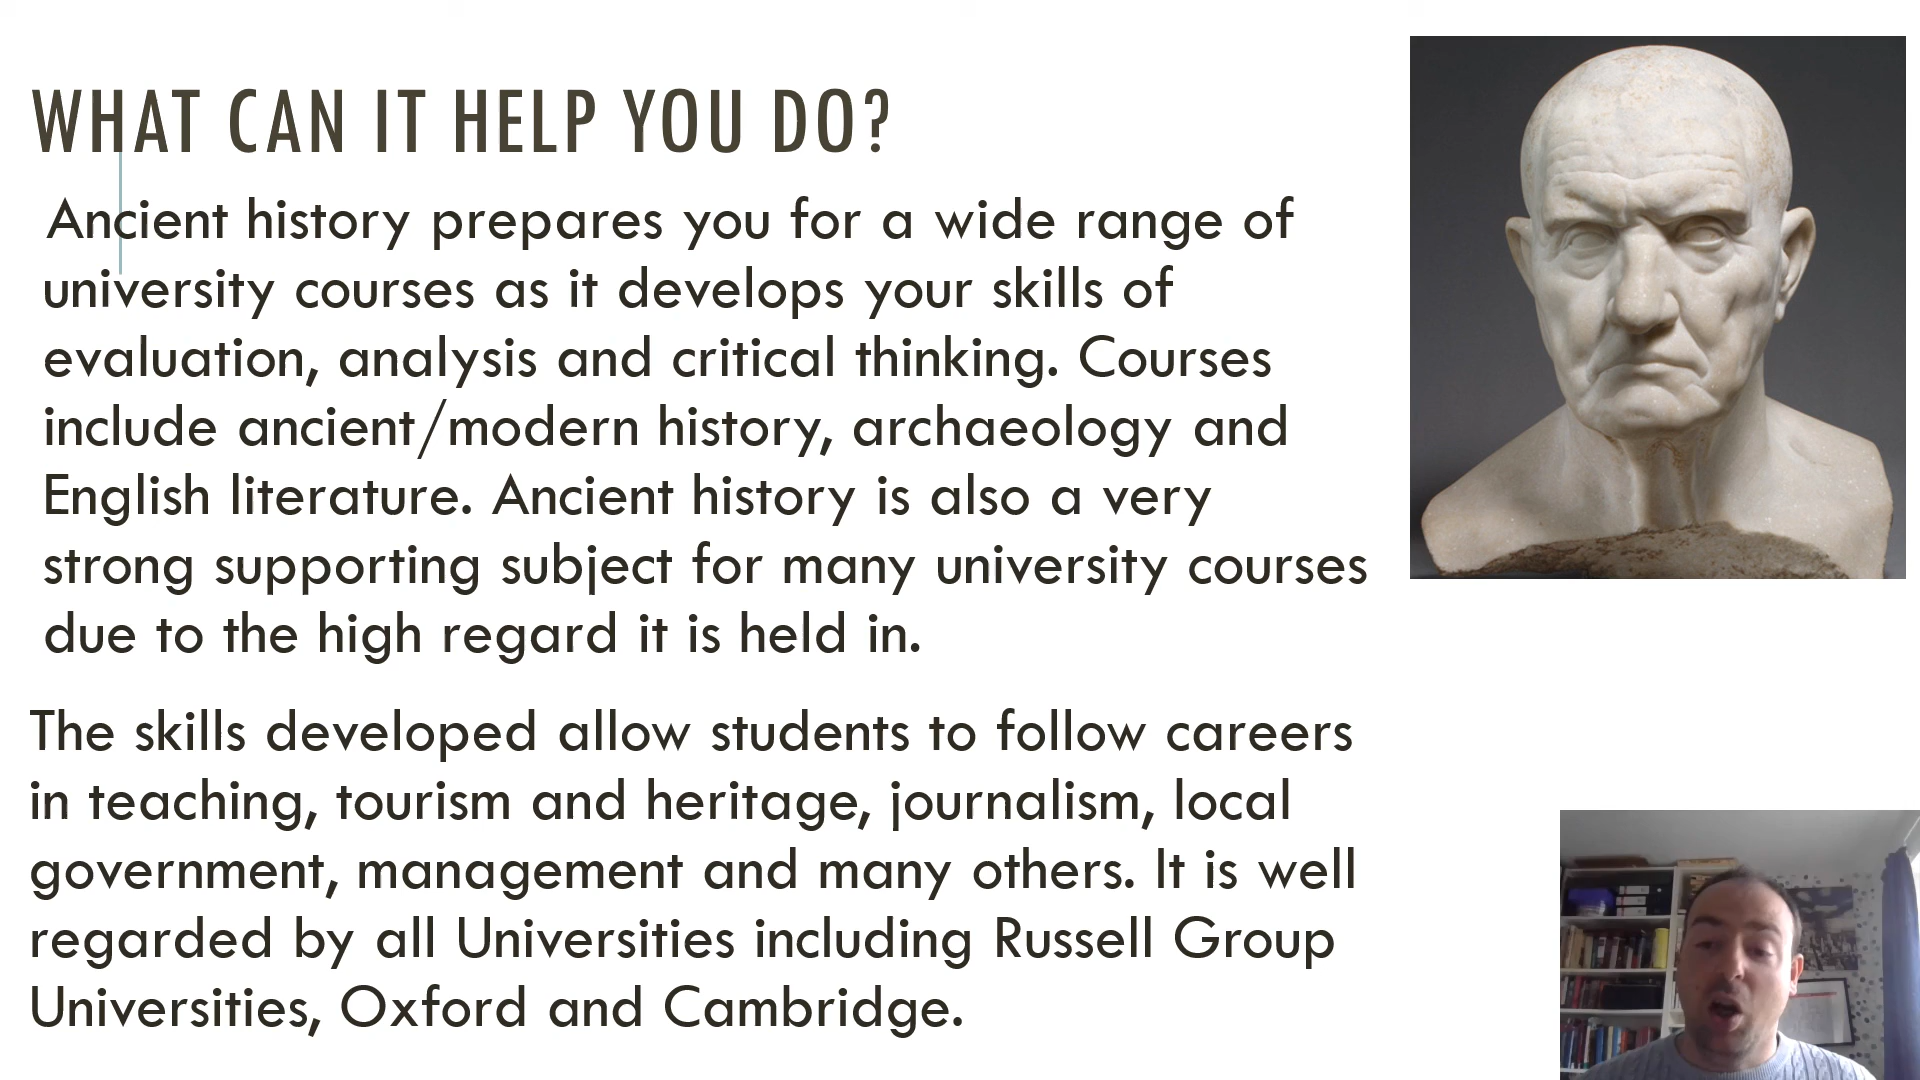 WHAT CAN IT HELP YOU DO?
Ancient history prepares you for a wide range of
university courses as it develops your skills of
evaluation, analysis and critical thinking. Courses
include ancient/modern history, archaeology and
English literature. Ancient history is also a very
strong supporting subject for many university courses
due to the high regard it is held in.
The skills developed allow students to follow careers
in teaching, tourism and heritage, journalism, local
government, management and many others. It is well
regarded by all Universities including Russell Group
Universities, Oxford and Cambridge.